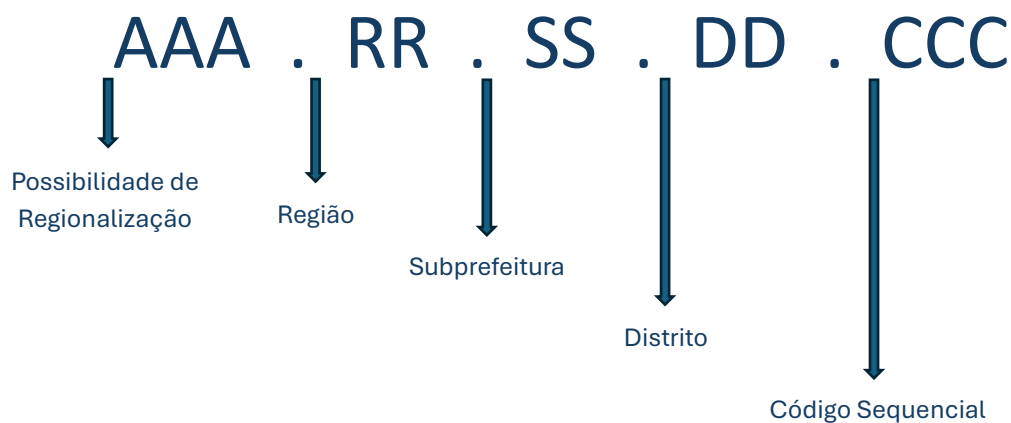 AAA . RR . SS . DD . CCC
Possibilidade de
Regionalização
Região
Subprefeitura
Distrito
Código Sequencial